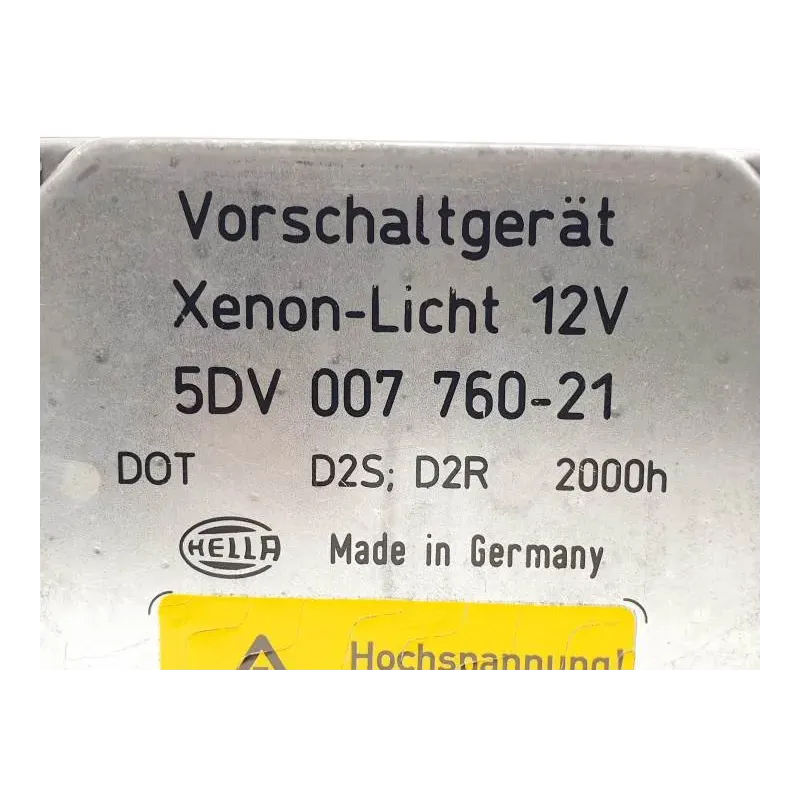 Vorschaltgerät
Xenon-Licht 12V
5DV 007 760-21
DOT D2S; D2R 2000h
HELLA Made in Germany
Hochspannung!